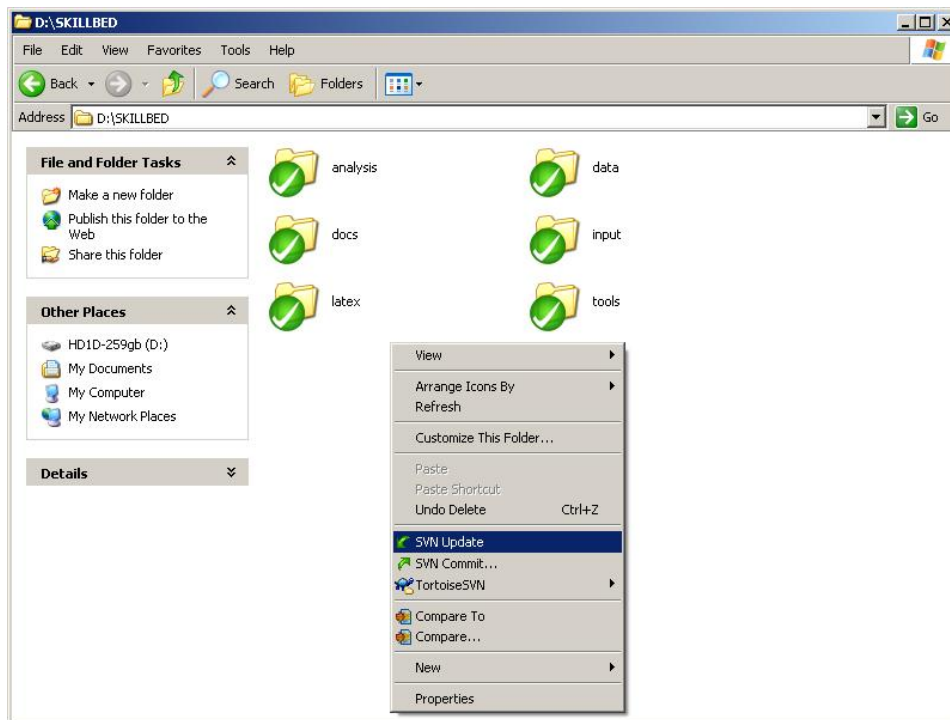 D:\SKILLBED
File Edit View Favorites Tools Help
Back Search Folders
Address D:\SKILLBED Go
File and Folder Tasks
Make a new folder
Publish this folder to the
Web
Share this folder
Other Places
HD1D-259gb (D:)
My Documents
My Computer
My Network Places
Details
analysis data
docs input
latex tools
View
Arrange Icons By
Refresh
Customize This Folder...
Paste
Paste Shortcut
Undo Delete Ctrl+Z
SVN Update
SVN Commit...
TortoiseSVN
Compare To
Compare...
New
Properties